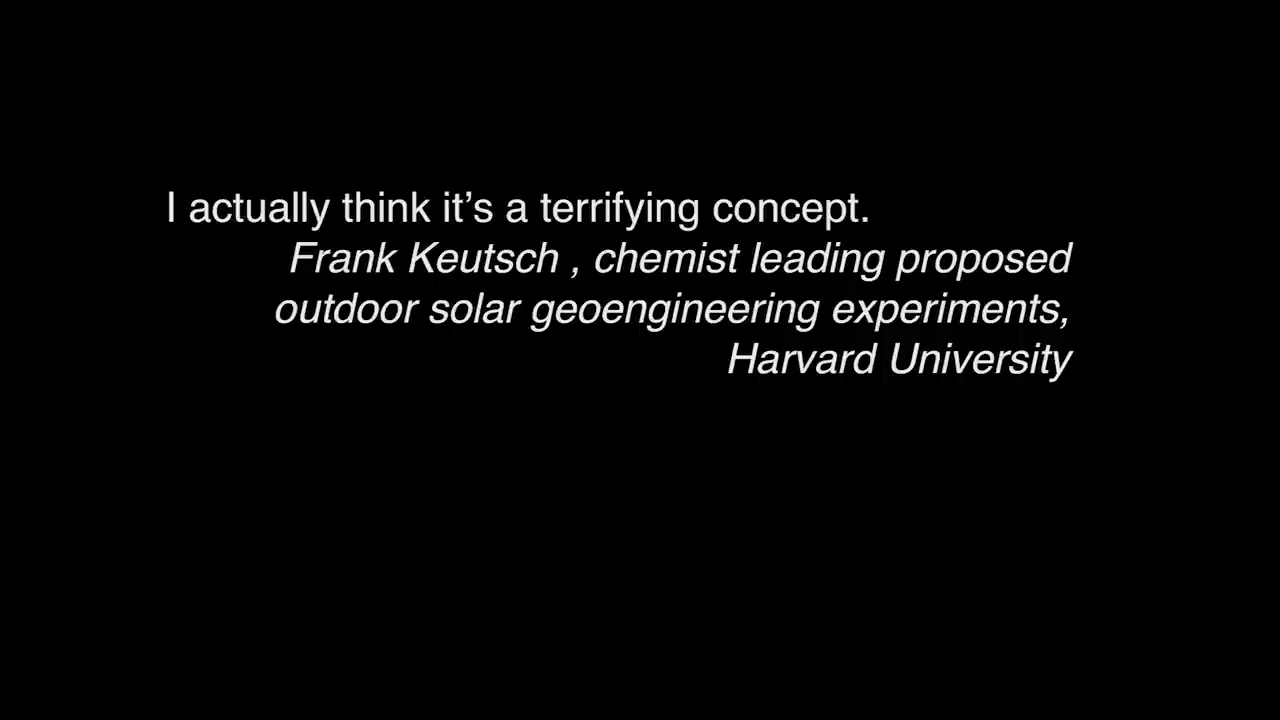 I actually think it’s a terrifying concept.
Frank Keutsch , chemist leading proposed
outdoor solar geoengineering experiments,
Harvard University